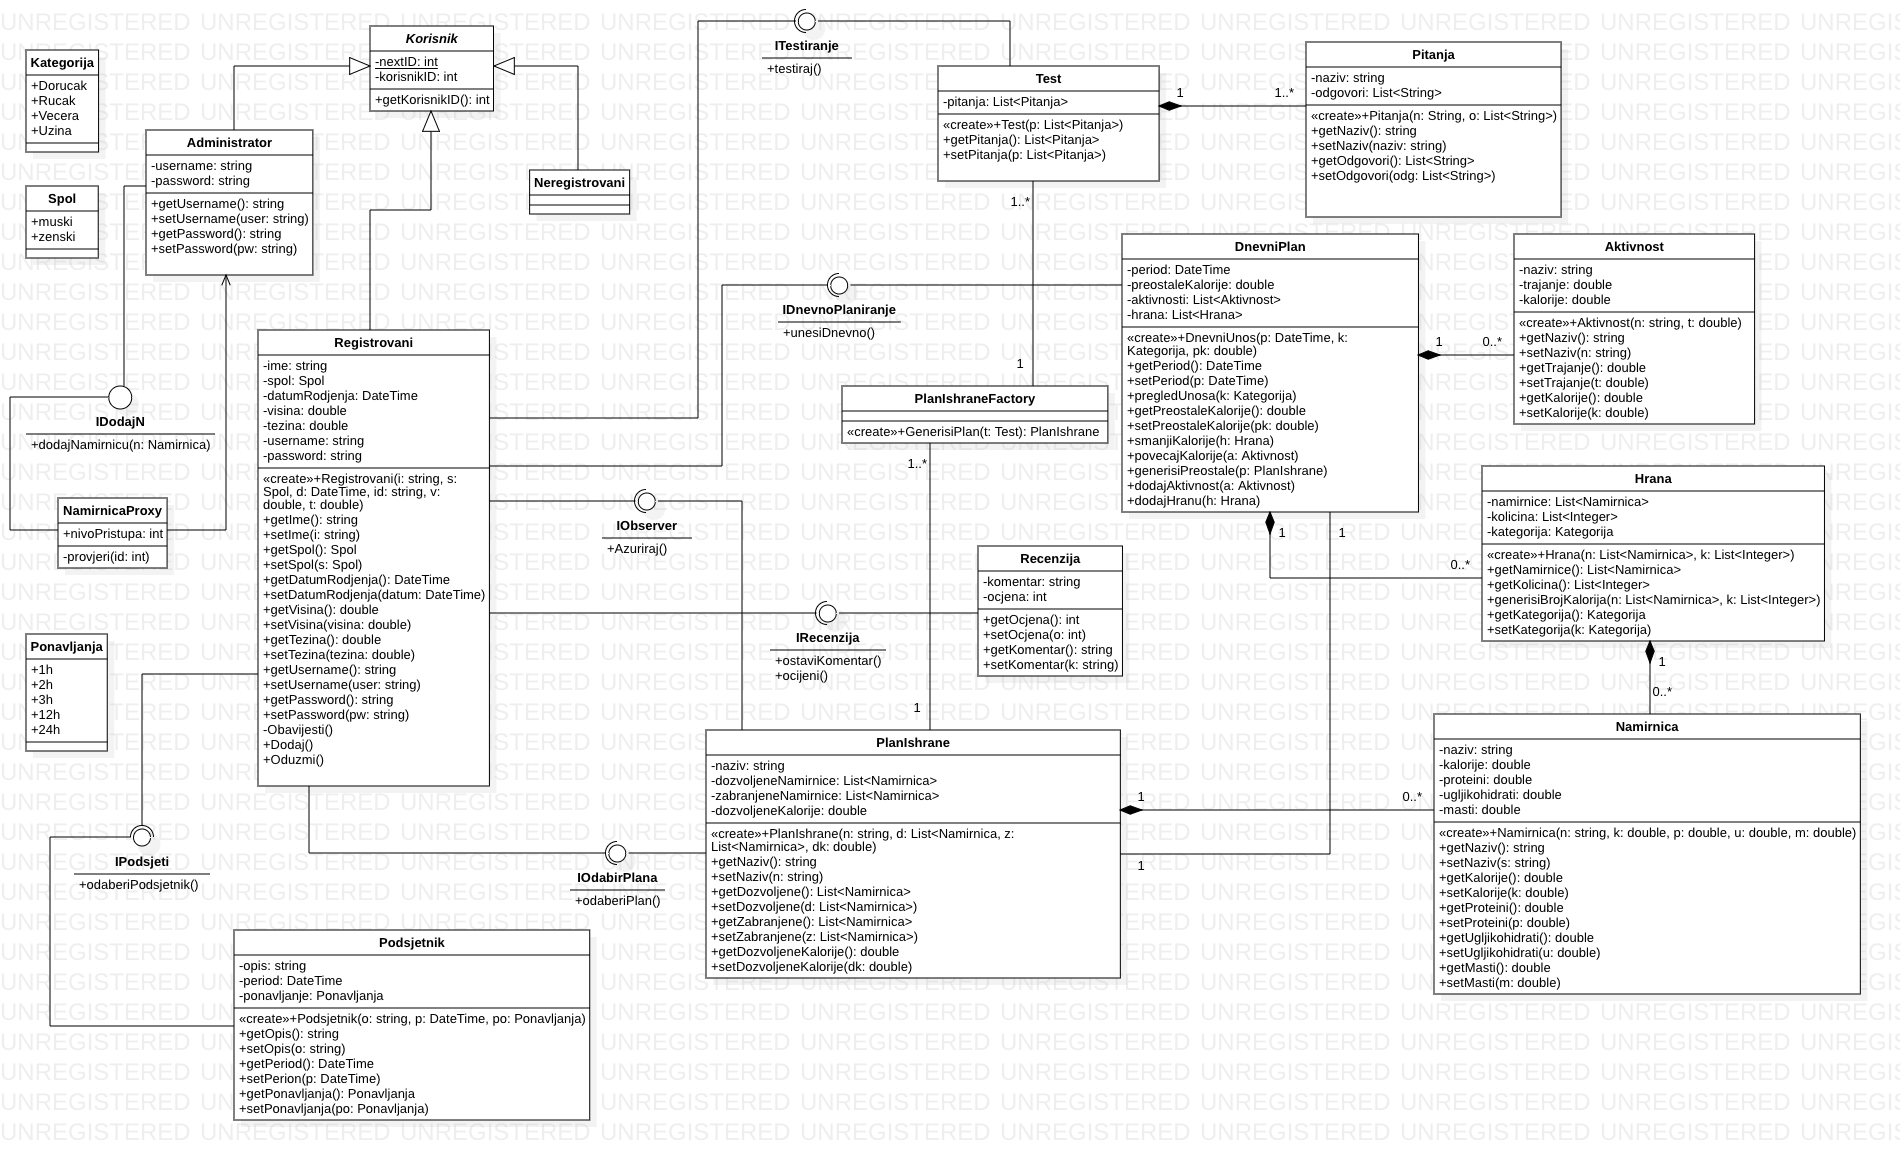 Kategorija
+Dorucak
+Rucak
+Vecera
+Uzina
Spol
+muski
+zenski
Korisnik
-nextID: int
-korisnikID: int
+getKorisnikID(): int
Administrator
-username: string
-password: string
+getUsername(): string
+setUsername(user: string)
+getPassword(): string
+setPassword(pw: string)
Neregistrovani
ITestiranje
+testiraj()
Test
-pitanja: List<Pitanja>
«create»+Test(p: List<Pitanja>)
+getPitanja(): List<Pitanja>
+setPitanja(p: List<Pitanja>)
1
1..*
Pitanja
-naziv: string
-odgovori: List<String>
«create»+Pitanja(n: String, o: List<String>)
+getNaziv(): string
+setNaziv(naziv: string)
+getOdgovori(): List<String>
+setOdgovori(odg: List<String>)
1..*
1
IDnevnoPlaniranje
+unesiDnevno()
DnevniPlan
-period: DateTime
-preostaleKalorije: double
-aktivnosti: List<Aktivnost>
-hrana: List<Hrana>
«create»+DnevniUnos(p: DateTime, k:
Kategorija, pk: double)
+getPeriod(): DateTime
+setPeriod(p: DateTime)
+pregledUnosa(k: Kategorija)
+getPreostaleKalorije(): double
+setPreostaleKalorije(pk: double)
+smanjiKalorije(h: Hrana)
+povecajKalorije(a: Aktivnost)
+generisiPreostale(p: PlanIshrane)
+dodajAktivnost(a: Aktivnost)
+dodajHranu(h: Hrana)
1
0..*
Aktivnost
-naziv: string
-trajanje: double
-kalorije: double
«create»+Aktivnost(n: string, t: double)
+getNaziv(): string
+setNaziv(n: string)
+getTrajanje(): double
+setTrajanje(t: double)
+getKalorije(): double
+setKalorije(k: double)
Registrovani
-ime: string
-spol: Spol
-datumRodjenja: DateTime
-visina: double
-tezina: double
-username: string
-password: string
«create»+Registrovani(i: string, s:
Spol, d: DateTime, id: string, v:
double, t: double)
+getIme(): string
+setIme(i: string)
+getSpol(): Spol
+setSpol(s: Spol)
+getDatumRodjenja(): DateTime
+setDatumRodjenja(datum: DateTime)
+getVisina(): double
+setVisina(visina: double)
+getTezina(): double
+setTezina(tezina: double)
+getUsername(): string
+setUsername(user: string)
+getPassword(): string
+setPassword(pw: string)
-Obavijesti()
+Dodaj()
+Oduzmi()
PlanIshraneFactory
«create»+GenerisiPlan(t: Test): PlanIshrane
1..*
1
IDodajN
+dodajNamirnicu(n: Namirnica)
NamirnicaProxy
+nivoPristupa: int
-provjeri(id: int)
IObserver
+Azuriraj()
IRecenzija
+ostaviKomentar()
+ocijeni()
Recenzija
-komentar: string
-ocjena: int
+getOcjena(): int
+setOcjena(o: int)
+getKomentar(): string
+setKomentar(k: string)
1
1
0..*
Hrana
-namirnice: List<Namirnica>
-kolicina: List<Integer>
-kategorija: Kategorija
«create»+Hrana(n: List<Namirnica>, k: List<Integer>)
+getNamirnice(): List<Namirnica>
+getKolicina(): List<Integer>
+generisiBrojKalorija(n: List<Namirnica>, k: List<Integer>)
+getKategorija(): Kategorija
+setKategorija(k: Kategorija)
1
0..*
Ponavljanja
+1h
+2h
+3h
+12h
+24h
IPodsjeti
+odaberiPodsjetnik()
IOdabirPlana
+odaberiPlan()
PlanIshrane
-naziv: string
-dozvoljeneNamirnice: List<Namirnica>
-zabranjeneNamirnice: List<Namirnica>
-dozvoljeneKalorije: double
«create»+PlanIshrane(n: string, d: List<Namirnica, z:
List<Namirnica>, dk: double)
+getNaziv(): string
+setNaziv(n: string)
+getDozvoljene(): List<Namirnica>
+setDozvoljene(d: List<Namirnica>)
+getZabranjene(): List<Namirnica>
+setZabranjene(z: List<Namirnica>)
+getDozvoljeneKalorije(): double
+setDozvoljeneKalorije(dk: double)
1
0..*
1
Namirnica
-naziv: string
-kalorije: double
-proteini: double
-ugljikohidrati: double
-masti: double
«create»+Namirnica(n: string, k: double, p: double, u: double, m: double)
+getNaziv(): string
+setNaziv(s: string)
+getKalorije(): double
+setKalorije(k: double)
+getProteini(): double
+setProteini(p: double)
+getUgljikohidrati(): double
+setUgljikohidrati(u: double)
+getMasti(): double
+setMasti(m: double)
Podsjetnik
-opis: string
-period: DateTime
-ponavljanje: Ponavljanja
«create»+Podsjetnik(o: string, p: DateTime, po: Ponavljanja)
+getOpis(): string
+setOpis(o: string)
+getPeriod(): DateTime
+setPerion(p: DateTime)
+getPonavljanja(): Ponavljanja
+setPonavljanja(po: Ponavljanja)
UNREGISTERED